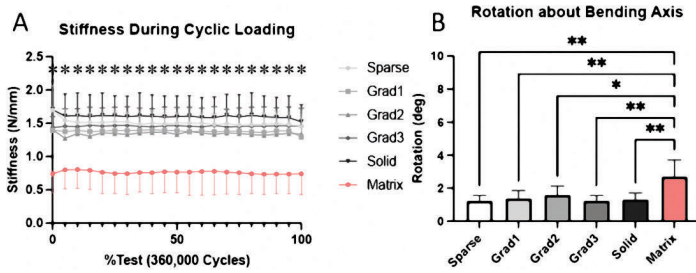 A
Stiffness During Cyclic Loading
Stiffness (N/mm)
2.5
2.0
1.5
1.0
0.5
0.0
*********************
0
50
100
%Test (360,000 Cycles)
Sparse
Grad1
Grad2
Grad3
Solid
Matrix
B
Rotation about Bending Axis
Rotation (deg)
10
8
6
4
2
0
**
**
*
**
**
Sparse
Grad1
Grad2
Grad3
Solid
Matrix